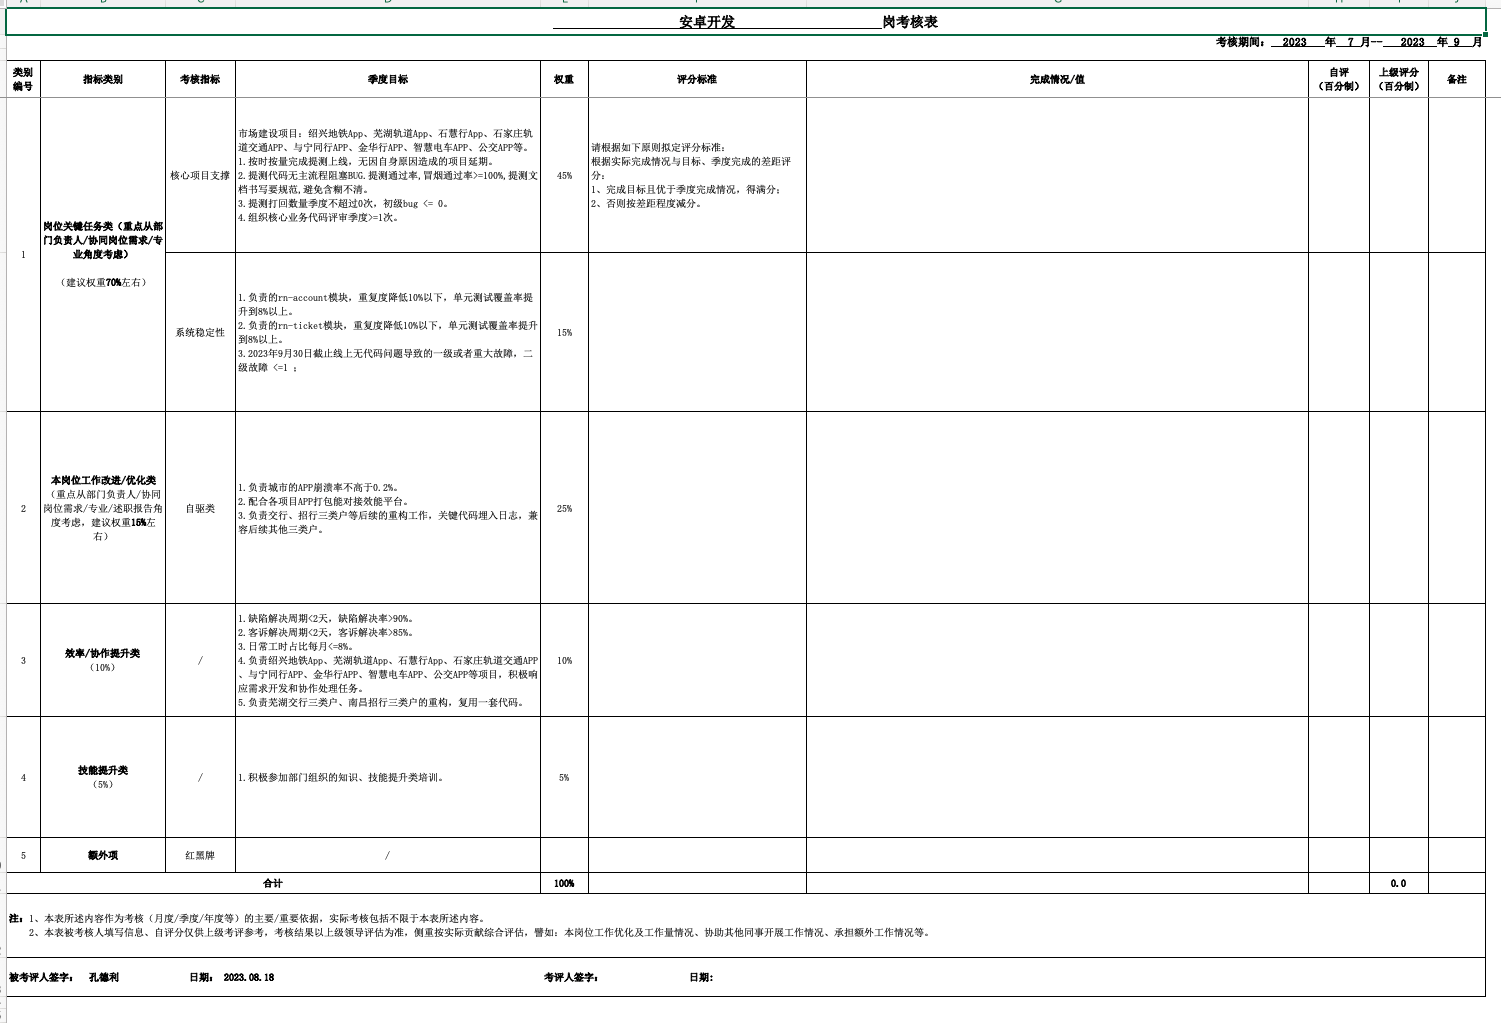 安卓开发 岗考核表
考核期间： 2023 年 7 月-- 2023 年 9 月
类别
编号
指标类别
考核指标
季度目标
权重
评分标准
完成情况/值
自评
（百分制）
上级评分
（百分制）
备注
1
岗位关键任务类（重点从部
门负责人/协同岗位需求/专
业角度考虑）
（建议权重70%左右）
核心项目支撑
市场建设项目：绍兴地铁App、芜湖轨道App、石慧行App、石家庄轨
道交通APP、与宁同行APP、金华行APP、智慧电车APP、公交APP等。
1.按时按量完成提测上线，无因自身原因造成的项目延期。
2.提测代码无主流程阻塞BUG.提测通过率,冒烟通过率>=100%,提测文
档书写要规范,避免含糊不清。
3.提测打回数量季度不超过0次，初级bug <= 0。
4.组织核心业务代码评审季度>=1次。
45%
请根据如下原则拟定评分标准：
根据实际完成情况与目标、季度完成的差距评
分：
1、完成目标且优于季度完成情况，得满分；
2、否则按差距程度减分。
系统稳定性
1.负责的rn-account模块，重复度降低10%以下，单元测试覆盖率提
升到8%以上。
2.负责的rn-ticket模块，重复度降低10%以下，单元测试覆盖率提升
到8%以上。
3.2023年9月30日截止线上无代码问题导致的一级或者重大故障，二
级故障 <=1 ；
15%
2
本岗位工作改进/优化类
（重点从部门负责人/协同
岗位需求/专业/述职报告角
度考虑，建议权重15%左
右）
自驱类
1.负责城市的APP崩溃率不高于0.2%。
2.配合各项目APP打包能对接效能平台。
3.负责交行、招行三类户等后续的重构工作，关键代码埋入日志，兼
容后续其他三类户。
25%
3
效率/协作提升类
（10%）
/
1.缺陷解决周期<2天，缺陷解决率>90%。
2.客诉解决周期<2天，客诉解决率>85%。
3.日常工时占比每月<=8%。
4.负责绍兴地铁App、芜湖轨道App、石慧行App、石家庄轨道交通APP
、与宁同行APP、金华行APP、智慧电车APP、公交APP等项目，积极响
应需求开发和协作处理任务。
5.负责芜湖交行三类户、南昌招行三类户的重构，复用一套代码。
10%
4
技能提升类
（5%）
/
1.积极参加部门组织的知识、技能提升类培训。
5%
5
额外项
红黑牌
/
合计
100%
0.0
注：1、本表所述内容作为考核（月度/季度/年度等）的主要/重要依据，实际考核包括不限于本表所述内容。
2、本表被考核人填写信息、自评分仅供上级考评参考，考核结果以上级领导评估为准，侧重按实际贡献综合评估，譬如：本岗位工作优化及工作量情况、协助其他同事开展工作情况、承担额外工作情况等。
被考评人签字： 孔德利 日期： 2023.08.18 考评人签字： 日期: